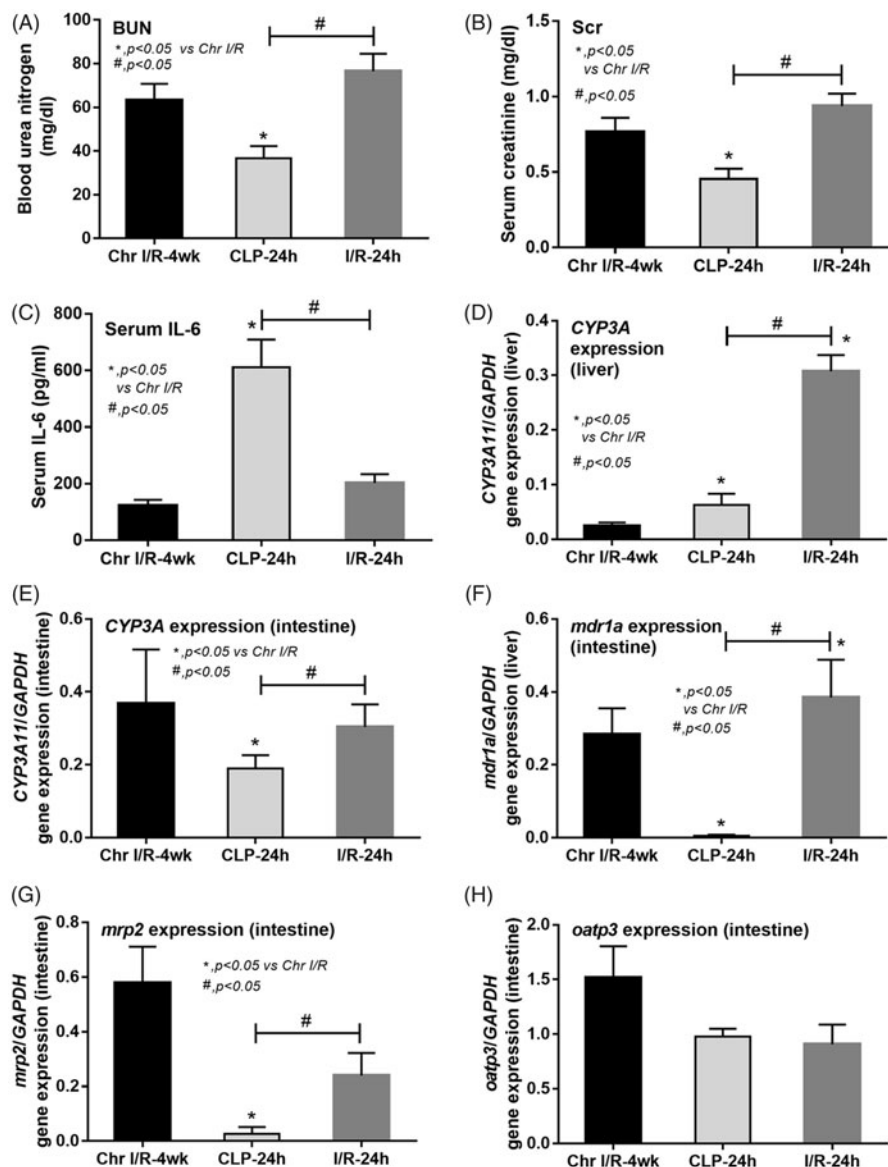 (A)
BUN
*,p<0.05 vs Chr I/R
#,p<0.05
#
*
Blood urea nitrogen
(mg/dl)
100
80
60
40
20
0
Chr I/R-4wk CLP-24h I/R-24h
(B)
Scr
*,p<0.05
vs Chr I/R
#,p<0.05
#
*
Serum creatinine (mg/dl)
1.5
1.0
0.5
0.0
Chr I/R-4wk CLP-24h I/R-24h
(C)
Serum IL-6
*,p<0.05
vs Chr I/R
#,p<0.05
#
*
Serum IL-6 (pg/ml)
800
600
400
200
0
Chr I/R-4wk CLP-24h I/R-24h
(D)
CYP3A
expression
(liver)
*,p<0.05
vs Chr I/R
#,p<0.05
#
*
*
CYP3A11/GAPDH
gene expression (liver)
0.4
0.3
0.2
0.1
0.0
Chr I/R-4wk CLP-24h I/R-24h
(E)
CYP3A expression (intestine)
*,p<0.05 vs Chr I/R
#,p<0.05
#
*
CYP3A11/GAPDH
gene expression (intestine)
0.6
0.4
0.2
0.0
Chr I/R-4wk CLP-24h I/R-24h
(F)
mdr1a expression
(intestine)
*,p<0.05
vs Chr I/R
#,p<0.05
#
*
*
mdr1a/GAPDH
gene expression (liver)
0.6
0.4
0.2
0.0
Chr I/R-4wk CLP-24h I/R-24h
(G)
mrp2 expression (intestine)
*,p<0.05 vs Chr I/R
#,p<0.05
#
*
mrp2/GAPDH
gene expression (intestine)
0.8
0.6
0.4
0.2
0.0
Chr I/R-4wk CLP-24h I/R-24h
(H)
oatp3 expression (intestine)
oatp3/GAPDH
gene expression (intestine)
2.0
1.5
1.0
0.5
0.0
Chr I/R-4wk CLP-24h I/R-24h